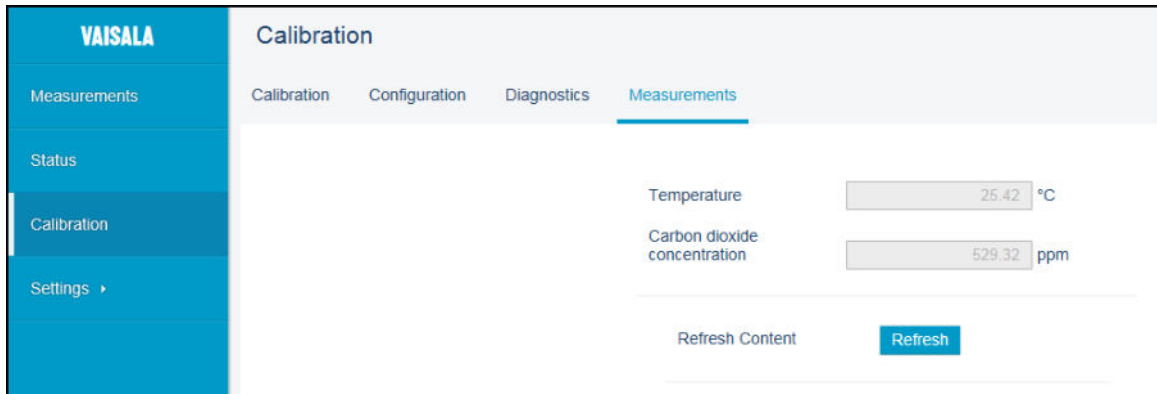 VAISALA
Calibration
Measurements
Status
Calibration
Settings ▸
Calibration Configuration Diagnostics Measurements
Temperature 25.42 °C
Carbon dioxide
concentration 529.32 ppm
Refresh Content Refresh